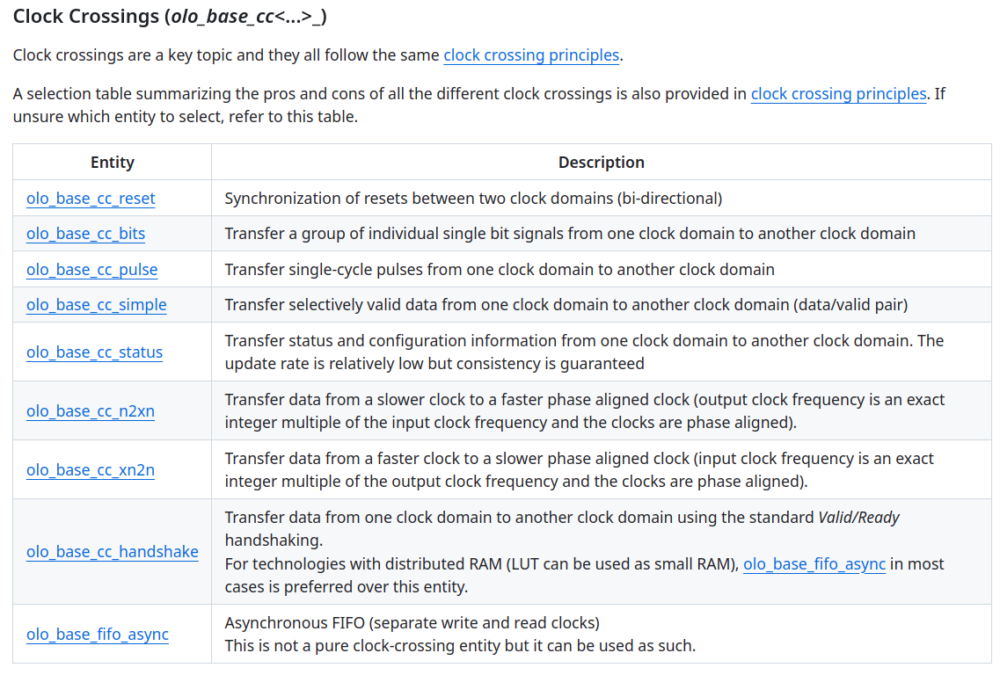 Clock Crossings (olo_base_cc<...>_)
Clock crossings are a key topic and they all follow the same clock crossing principles.
A selection table summarizing the pros and cons of all the different clock crossings is also provided in clock crossing principles. If
unsure which entity to select, refer to this table.
Entity Description
olo_base_cc_reset Synchronization of resets between two clock domains (bi-directional)
olo_base_cc_bits Transfer a group of individual single bit signals from one clock domain to another clock domain
olo_base_cc_pulse Transfer single-cycle pulses from one clock domain to another clock domain
olo_base_cc_simple Transfer selectively valid data from one clock domain to another clock domain (data/valid pair)
olo_base_cc_status Transfer status and configuration information from one clock domain to another clock domain. The
update rate is relatively low but consistency is guaranteed
olo_base_cc_n2xn Transfer data from a slower clock to a faster phase aligned clock (output clock frequency is an exact
integer multiple of the input clock frequency and the clocks are phase aligned).
olo_base_cc_xn2n Transfer data from a faster clock to a slower phase aligned clock (input clock frequency is an exact
integer multiple of the output clock frequency and the clocks are phase aligned).
olo_base_cc_handshake Transfer data from one clock domain to another clock domain using the standard Valid/Ready
handshaking.
For technologies with distributed RAM (LUT can be used as small RAM), olo_base_fifo_async in most
cases is preferred over this entity.
olo_base_fifo_async Asynchronous FIFO (separate write and read clocks)
This is not a pure clock-crossing entity but it can be used as such.